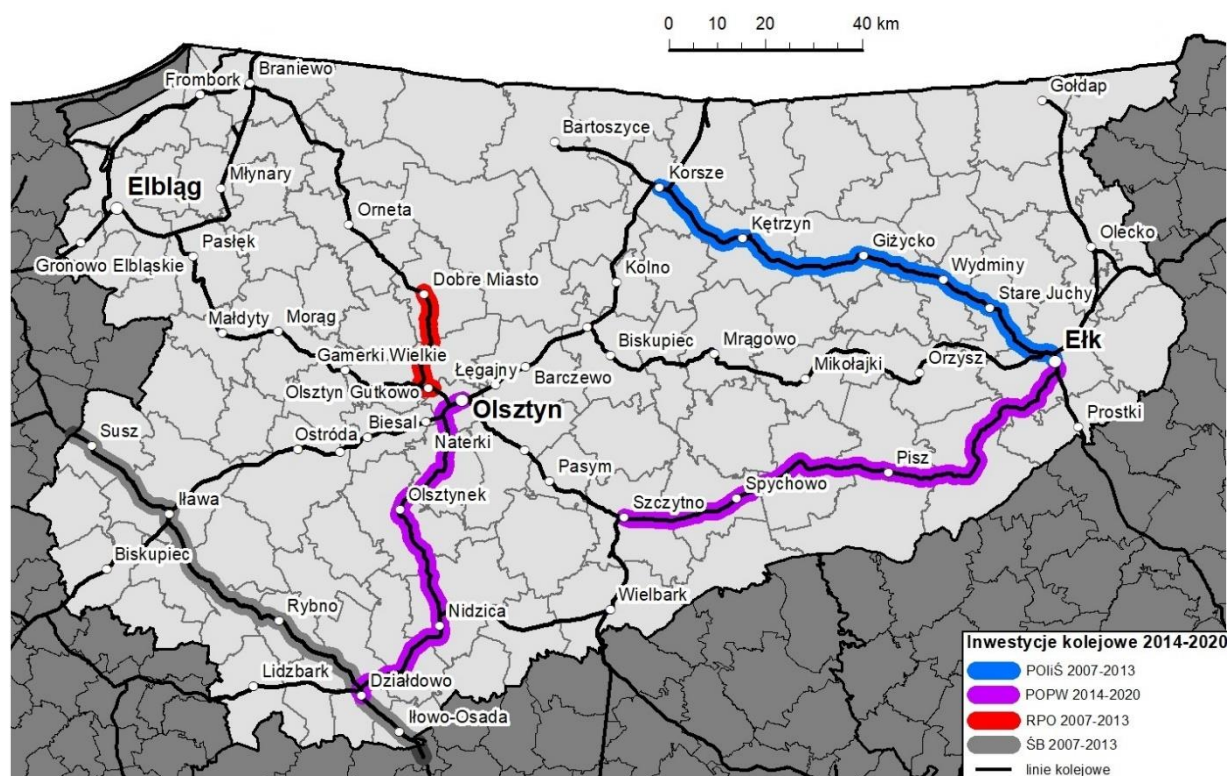 0 10 20 40 km
Frombork
Braniewo
Gołdap
Bartoszyce
Korsze
Elbląg
Młynary
Orneta
Kętrzyn
Giżycko
Olecko
Pasłęk
Gronowo Elbląskie
Kolno
Wydminy
Dobre Miasto
Stare Juchy
Małdyty
Morąg
Ełk
Gamerki Wielkie
Łęgajny
Biskupiec
Mrągowo
Mikołajki
Orzysz
Barczewo
Olsztyn Gutkowo
Olsztyn
Prostki
Susz
Ostróda
Biesal
Naterki
Pasym
Pisz
Iława
Olsztynek
Szczytno
Spychowo
Biskupiec
Rybno
Nidzica
Wielbark
Lidzbark
Działdowo
Iłowo-Osada
Inwestycje kolejowe 2014-2020
POIiŚ 2007-2013
POPW 2014-2020
RPO 2007-2013
ŚB 2007-2013
linie kolejowe